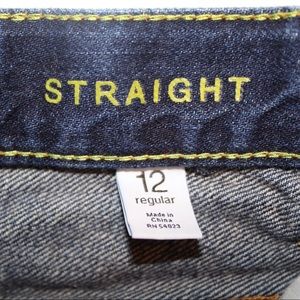 STRAIGHT
12
regular
Made in
China
RN 54023